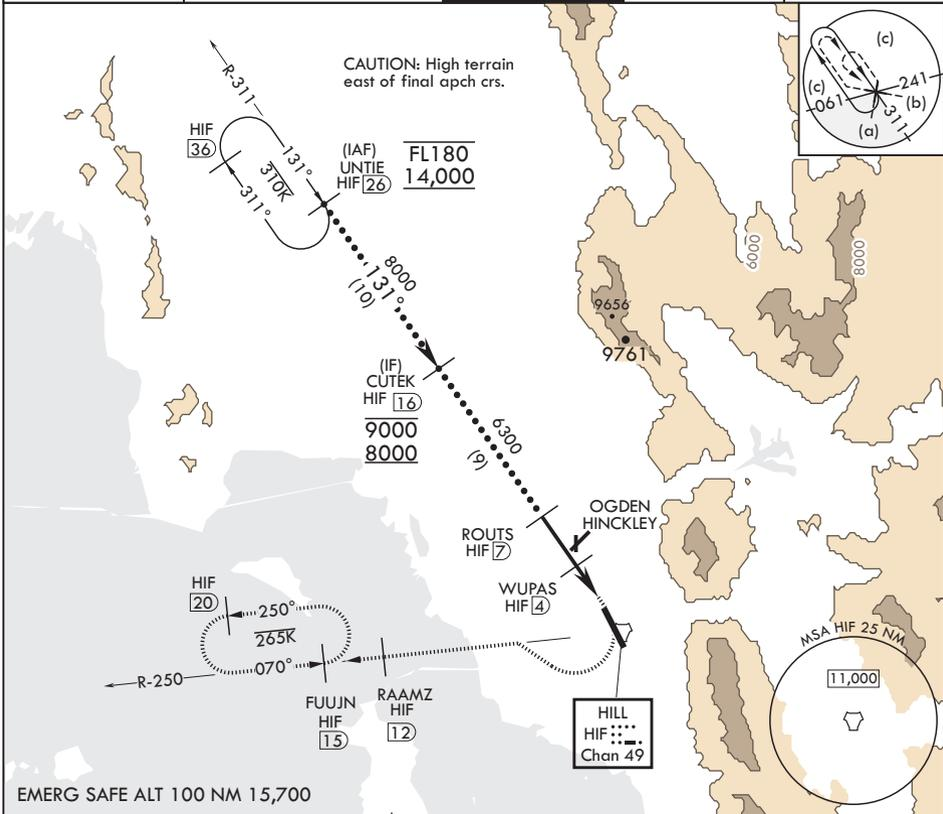 CAUTION: High terrain
east of final apch crs.
R-311
HIF
36
131°
310K
311°
(IAF)
UNTIE
HIF 26
FL180
14,000
(c)
(c)
241
061
(b)
(a)
311
8000
131°
(10)
6000
8000
9656
9761
(IF)
CUTEK
HIF 16
9000
8000
6300
(9)
OGDEN
HINCKLEY
ROUTS
HIF 7
WUPAS
HIF 4
HIF
20
250°
265K
070°
R-250
FUUJN
HIF
15
RAAMZ
HIF
12
HILL
HIF
Chan 49
MSA HIF 25 NM
11,000
EMERG SAFE ALT 100 NM 15,700